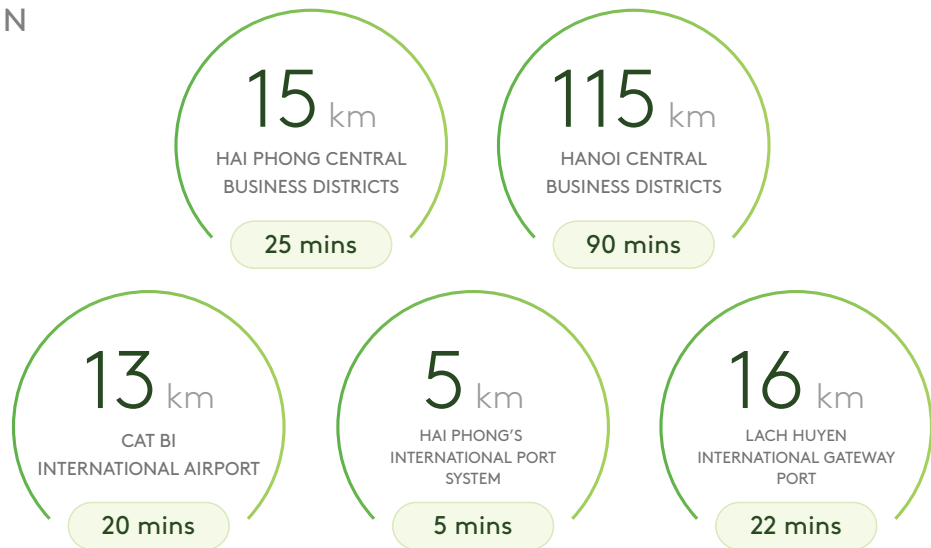 N
15 km
HAI PHONG CENTRAL
BUSINESS DISTRICTS
25 mins
115 km
HANOI CENTRAL
BUSINESS DISTRICTS
90 mins
13 km
CAT BI
INTERNATIONAL AIRPORT
20 mins
5 km
HAI PHONG'S
INTERNATIONAL PORT
SYSTEM
5 mins
16 km
LACH HUYEN
INTERNATIONAL GATEWAY
PORT
22 mins